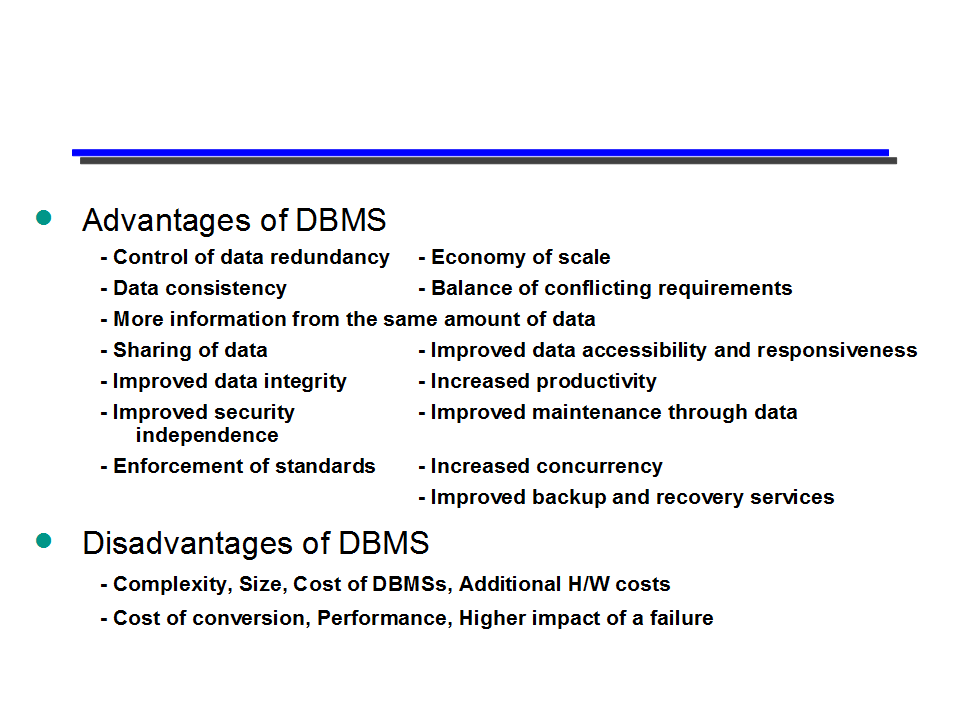 Advantages of DBMS
- Control of data redundancy - Economy of scale
- Data consistency - Balance of conflicting requirements
- More information from the same amount of data
- Sharing of data - Improved data accessibility and responsiveness
- Improved data integrity - Increased productivity
- Improved security - Improved maintenance through data
independence
- Enforcement of standards - Increased concurrency
- Improved backup and recovery services
Disadvantages of DBMS
- Complexity, Size, Cost of DBMSs, Additional H/W costs
- Cost of conversion, Performance, Higher impact of a failure